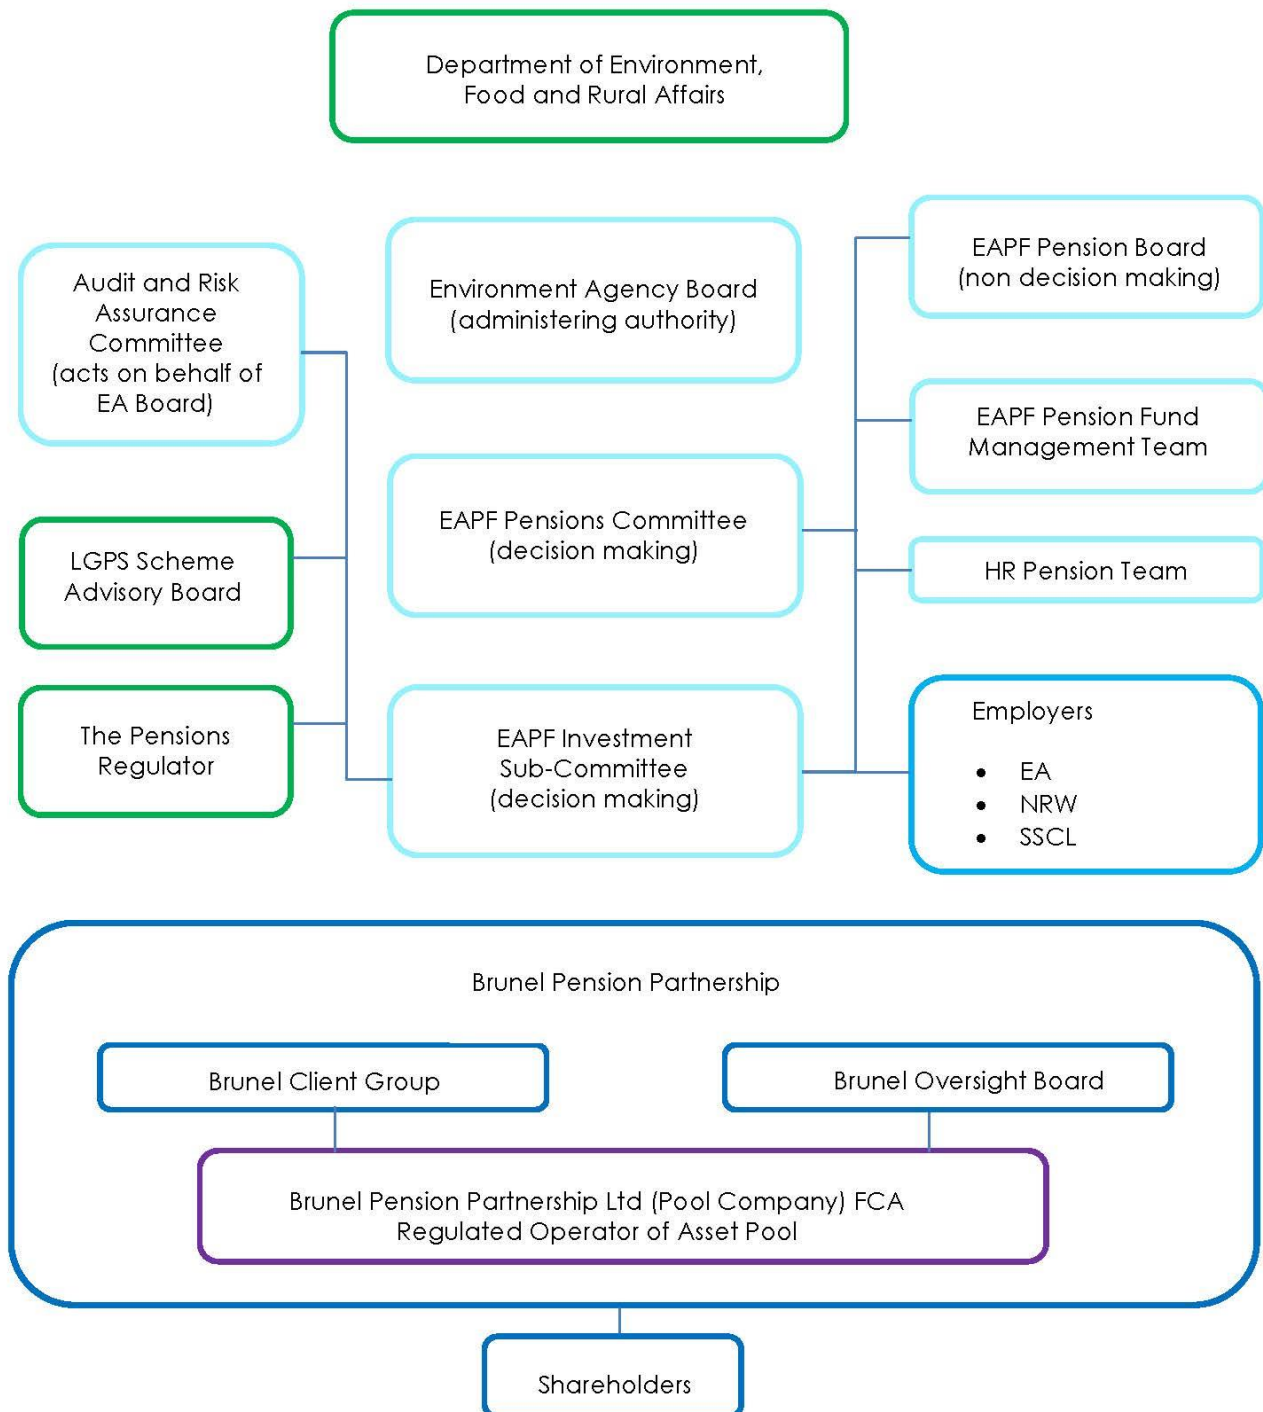 Department of Environment,
Food and Rural Affairs
Audit and Risk
Assurance
Committee
(acts on behalf of
EA Board)
Environment Agency Board
(administering authority)
EAPF Pension Board
(non decision making)
EAPF Pension Fund
Management Team
LGPS Scheme
Advisory Board
EAPF Pensions Committee
(decision making)
HR Pension Team
The Pensions
Regulator
EAPF Investment
Sub-Committee
(decision making)
Employers
• EA
• NRW
• SSCL
Brunel Pension Partnership
Brunel Client Group
Brunel Oversight Board
Brunel Pension Partnership Ltd (Pool Company) FCA
Regulated Operator of Asset Pool
Shareholders